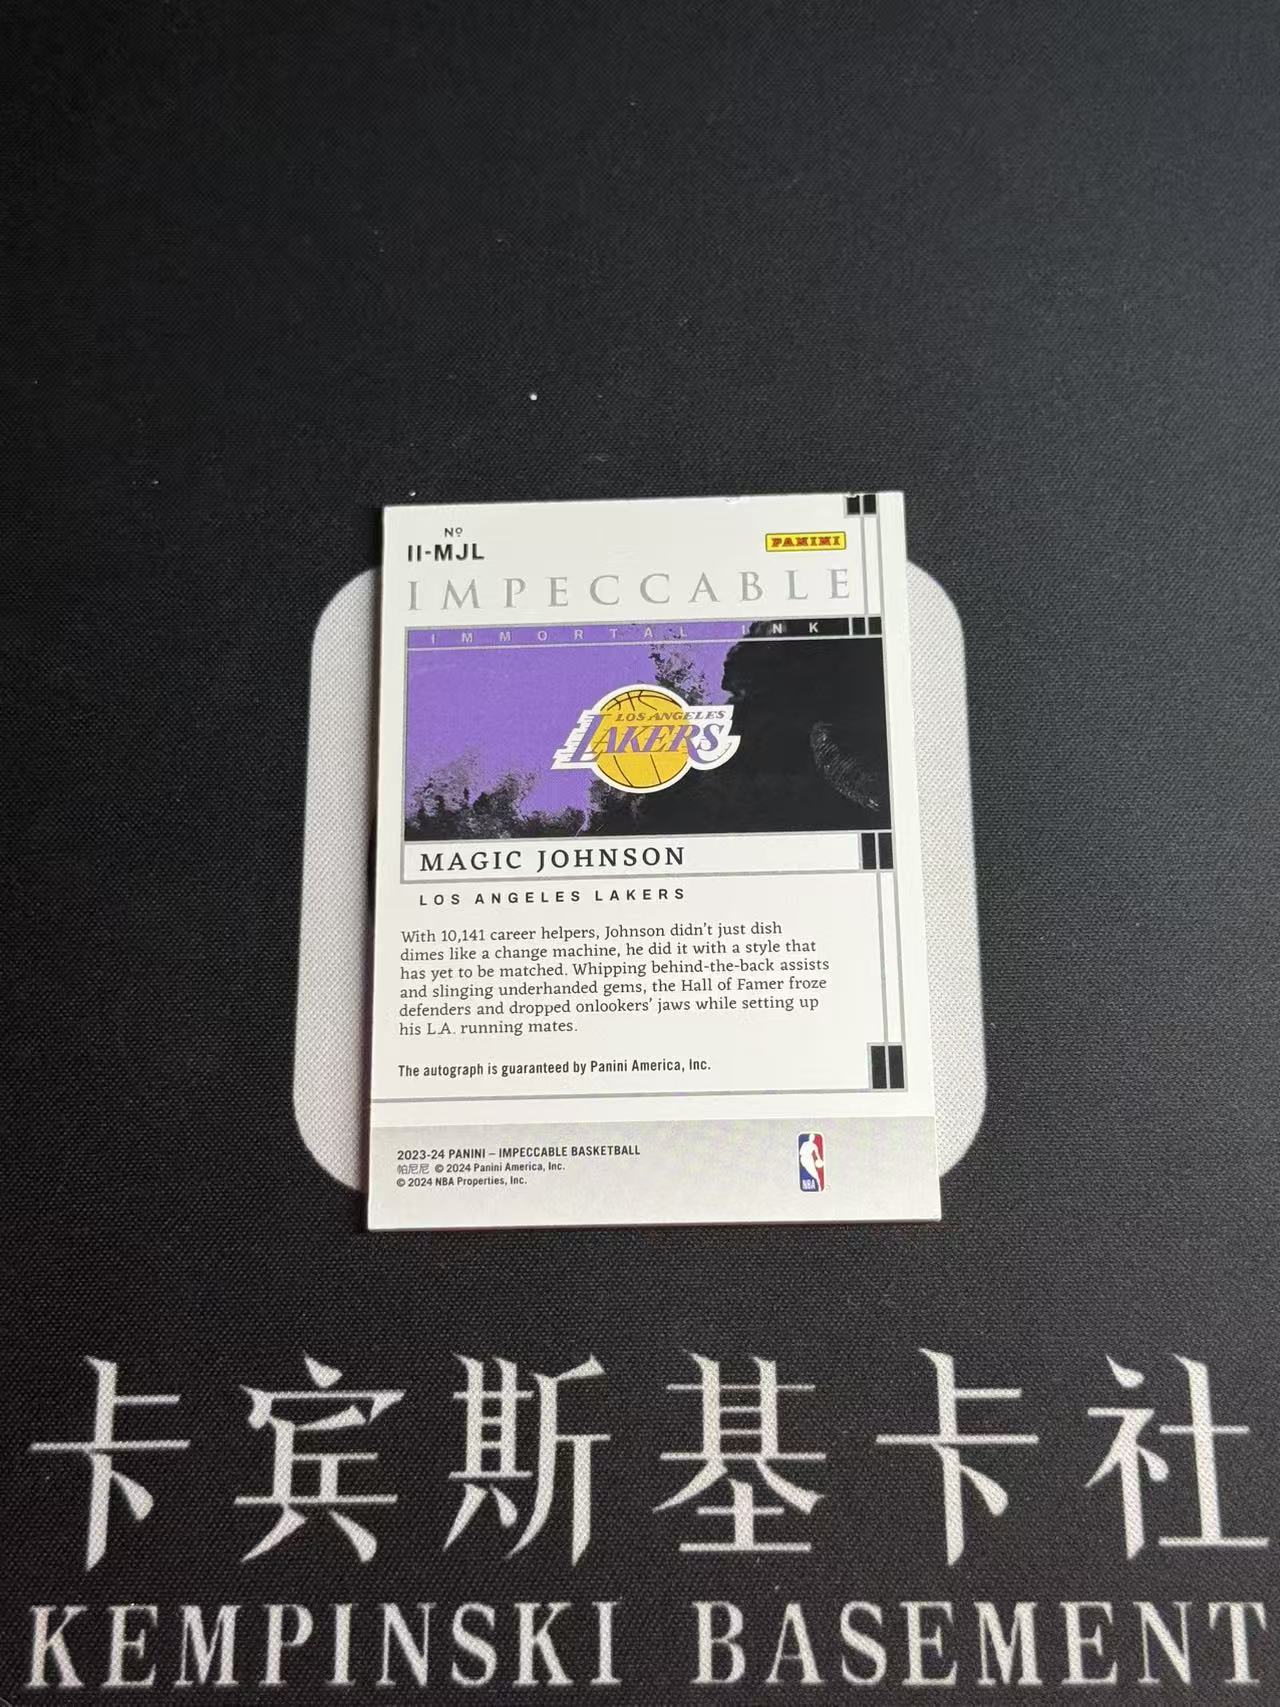 Nº
II-MJL
PANINI
IMPECCABLE
IMMORTAL INK
LOS ANGELES
LAKERS
MAGIC JOHNSON
LOS ANGELES LAKERS
With 10,141 career helpers, Johnson didn't just dish
dimes like a change machine, he did it with a style that
has yet to be matched. Whipping behind-the-back assists
and slinging underhanded gems, the Hall of Famer froze
defenders and dropped onlookers' jaws while setting up
his L.A. running mates.
The autograph is guaranteed by Panini America, Inc.
2023-24 PANINI – IMPECCABLE BASKETBALL
帕尼尼 © 2024 Panini America, Inc.
© 2024 NBA Properties, Inc.
NBA
卡宾斯基卡社
KEMPINSKI BASEMENT